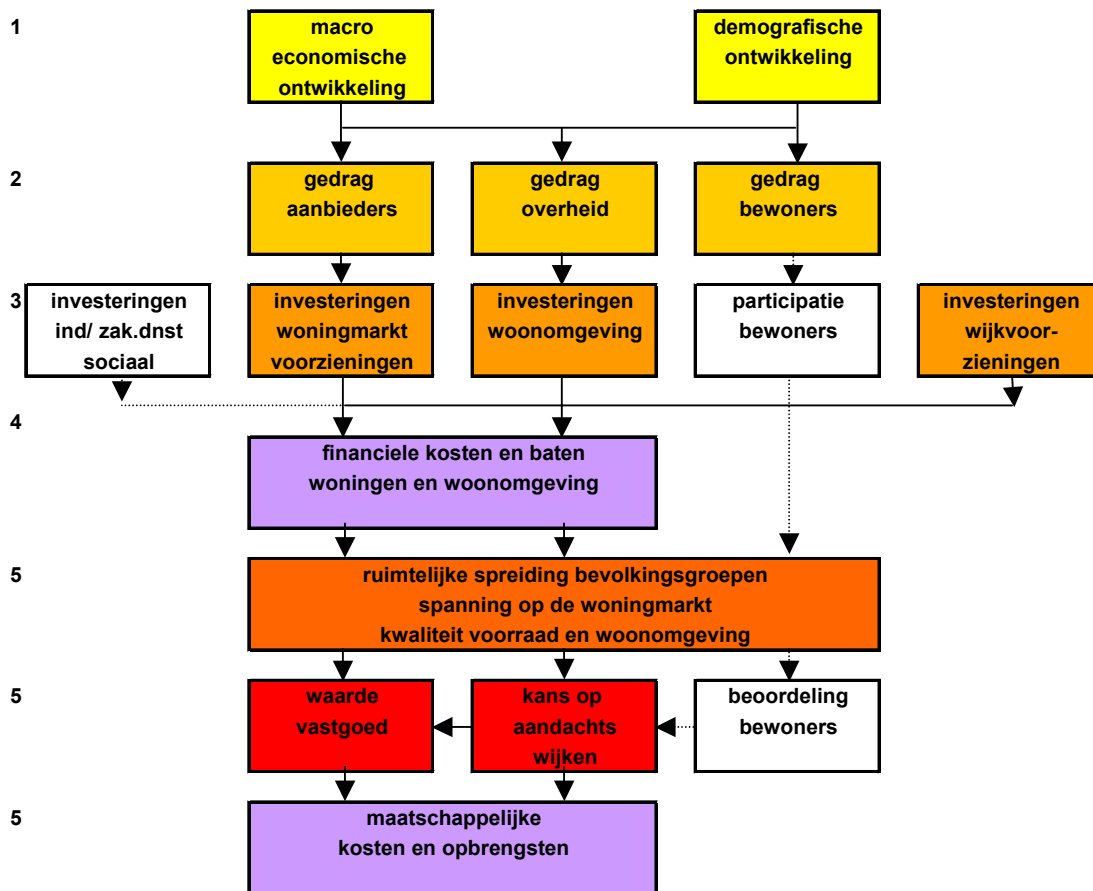 1
macro
economische
ontwikkeling
demografische
ontwikkeling
2
gedrag
aanbieders
gedrag
overheid
gedrag
bewoners
3
investeringen
ind/ zak.dnst
sociaal
investeringen
woningmarkt
voorzieningen
investeringen
woonomgeving
participatie
bewoners
investeringen
wijkvoor-
zieningen
4
financiele kosten en baten
woningen en woonomgeving
5
ruimtelijke spreiding bevolkingsgroepen
spanning op de woningmarkt
kwaliteit voorraad en woonomgeving
5
waarde
vastgoed
kans op
aandachts
wijken
beoordeling
bewoners
5
maatschappelijke
kosten en opbrengsten